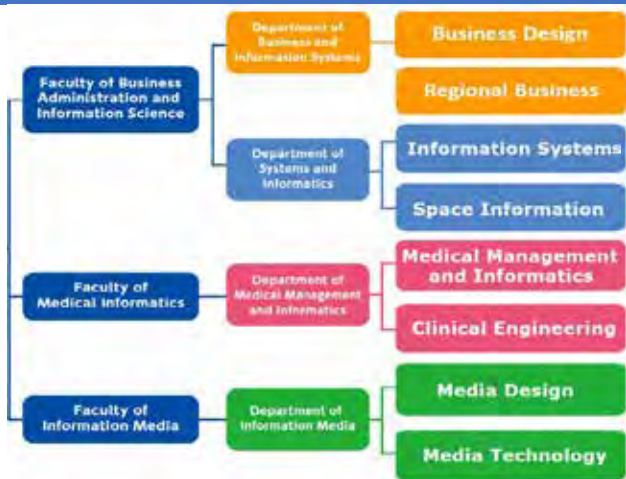 Faculty of Business
Administration and
Information Science
Department of
Business and
Information Systems
Business Design
Regional Business
Department of
Systems and
Informatics
Information Systems
Space Information
Faculty of
Medical Informatics
Department of
Medical Management
and Informatics
Medical Management
and Informatics
Clinical Engineering
Faculty of
Information Media
Department of
Information Media
Media Design
Media Technology